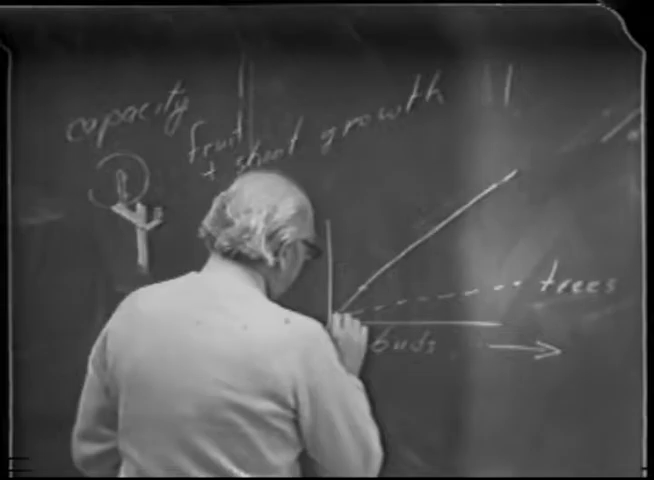 capacity
fruit
+ shoot growth
trees
buds